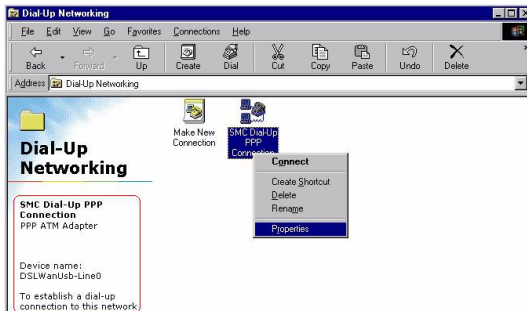 Dial-Up Networking
File Edit View Go Favorites Connections Help
Back Forward Up Create Dial Cut Copy Paste Undo Delete
Address Dial-Up Networking
Dial-Up
Networking
SMC Dial-Up PPP
Connection
PPP ATM Adapter
Device name:
DSLWanUsb-Line0
To establish a dial-up
connection to this network,
Make New
Connection
SMC Dial-Up
PPP
Connection
Connect
Create Shortcut
Delete
Rename
Properties